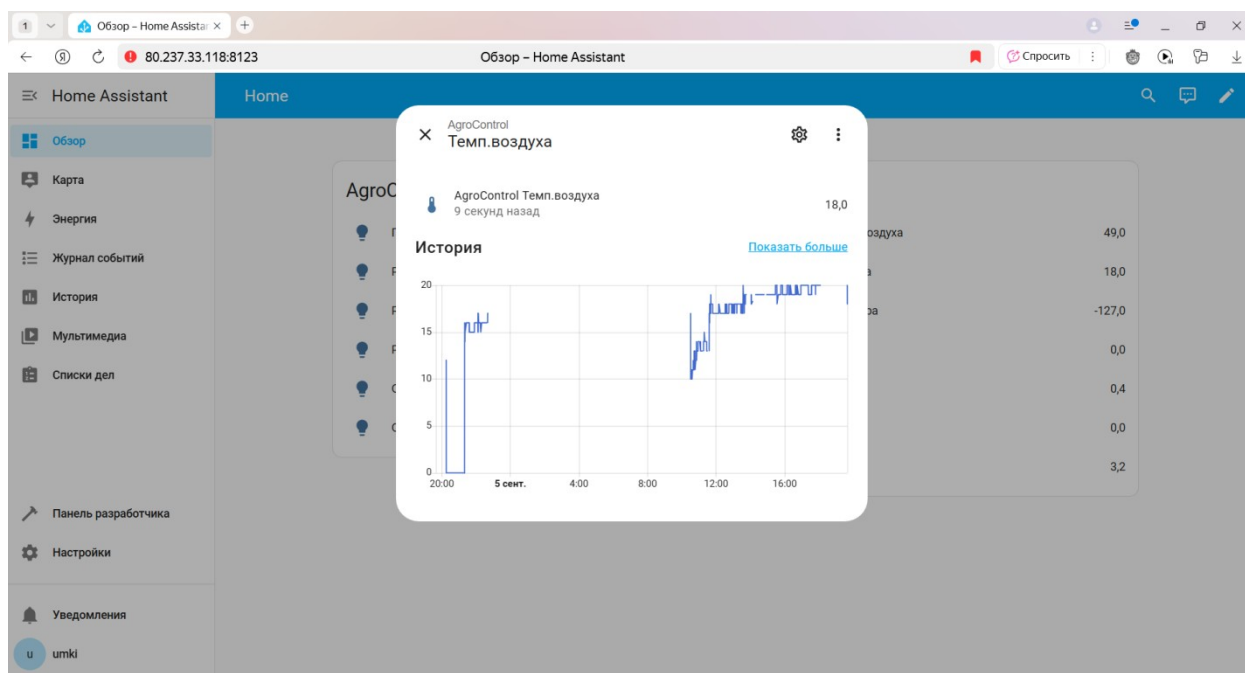 1
Обзор – Home Assistan
80.237.33.118:8123
Обзор – Home Assistant
Спросить
Home Assistant
Home
Обзор
Карта
Энергия
Журнал событий
История
Мультимедиа
Списки дел
Панель разработчика
Настройки
Уведомления
u umki
AgroC
AgroControl
Темп.воздуха
AgroControl Темп.воздуха
9 секунд назад
18,0
История
Показать больше
20
15
10
5
0
20:00 5 сент. 4:00 8:00 12:00 16:00
оздуха 49,0
а 18,0
ра -127,0
0,0
0,4
0,0
3,2